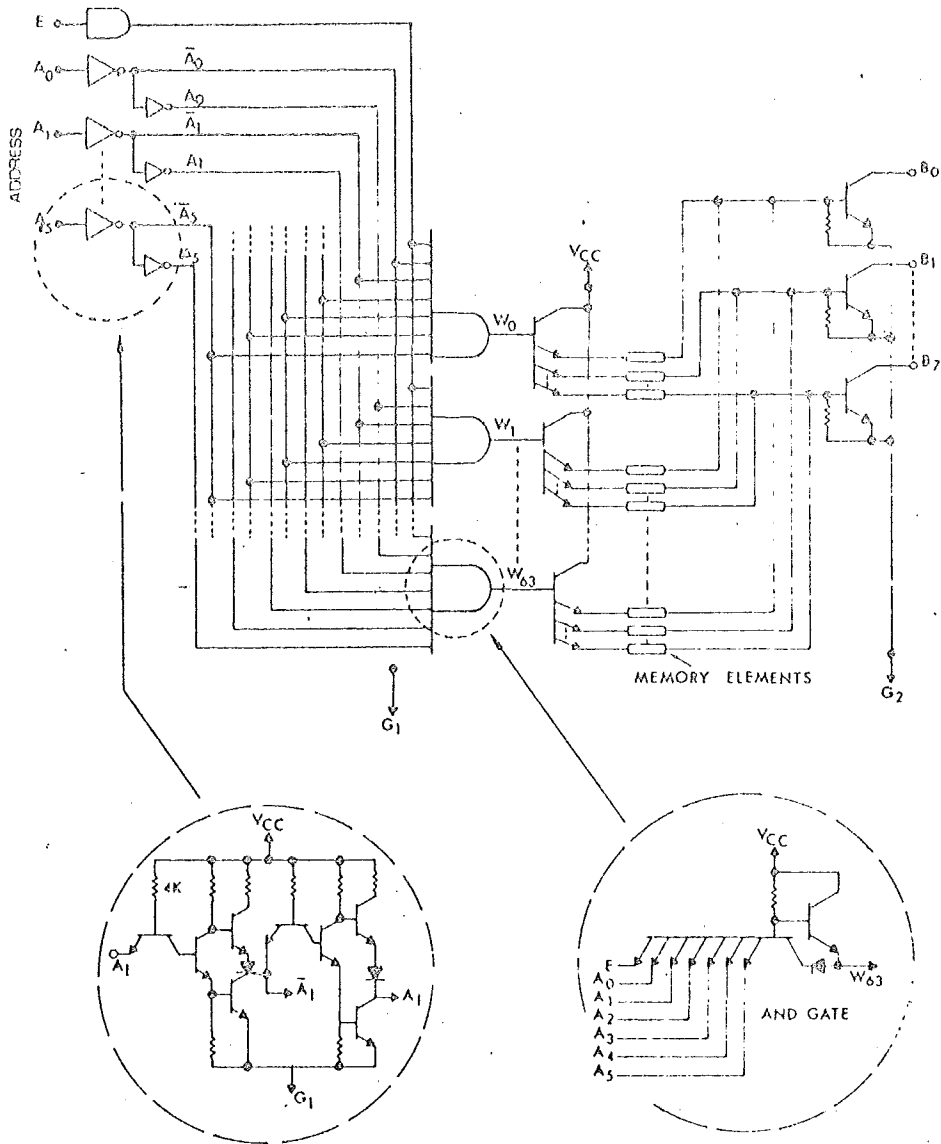 E
A0
Ā0
A0
A1
Ā1
A1
ADDRESS
A5
Ā5
A5
VCC
W0
W1
W63
B0
B1
B7
MEMORY ELEMENTS
G1
G2
VCC
4K
A1
Ā1
A1
G1
VCC
E
A0
A1
A2
A3
A4
A5
W63
AND GATE